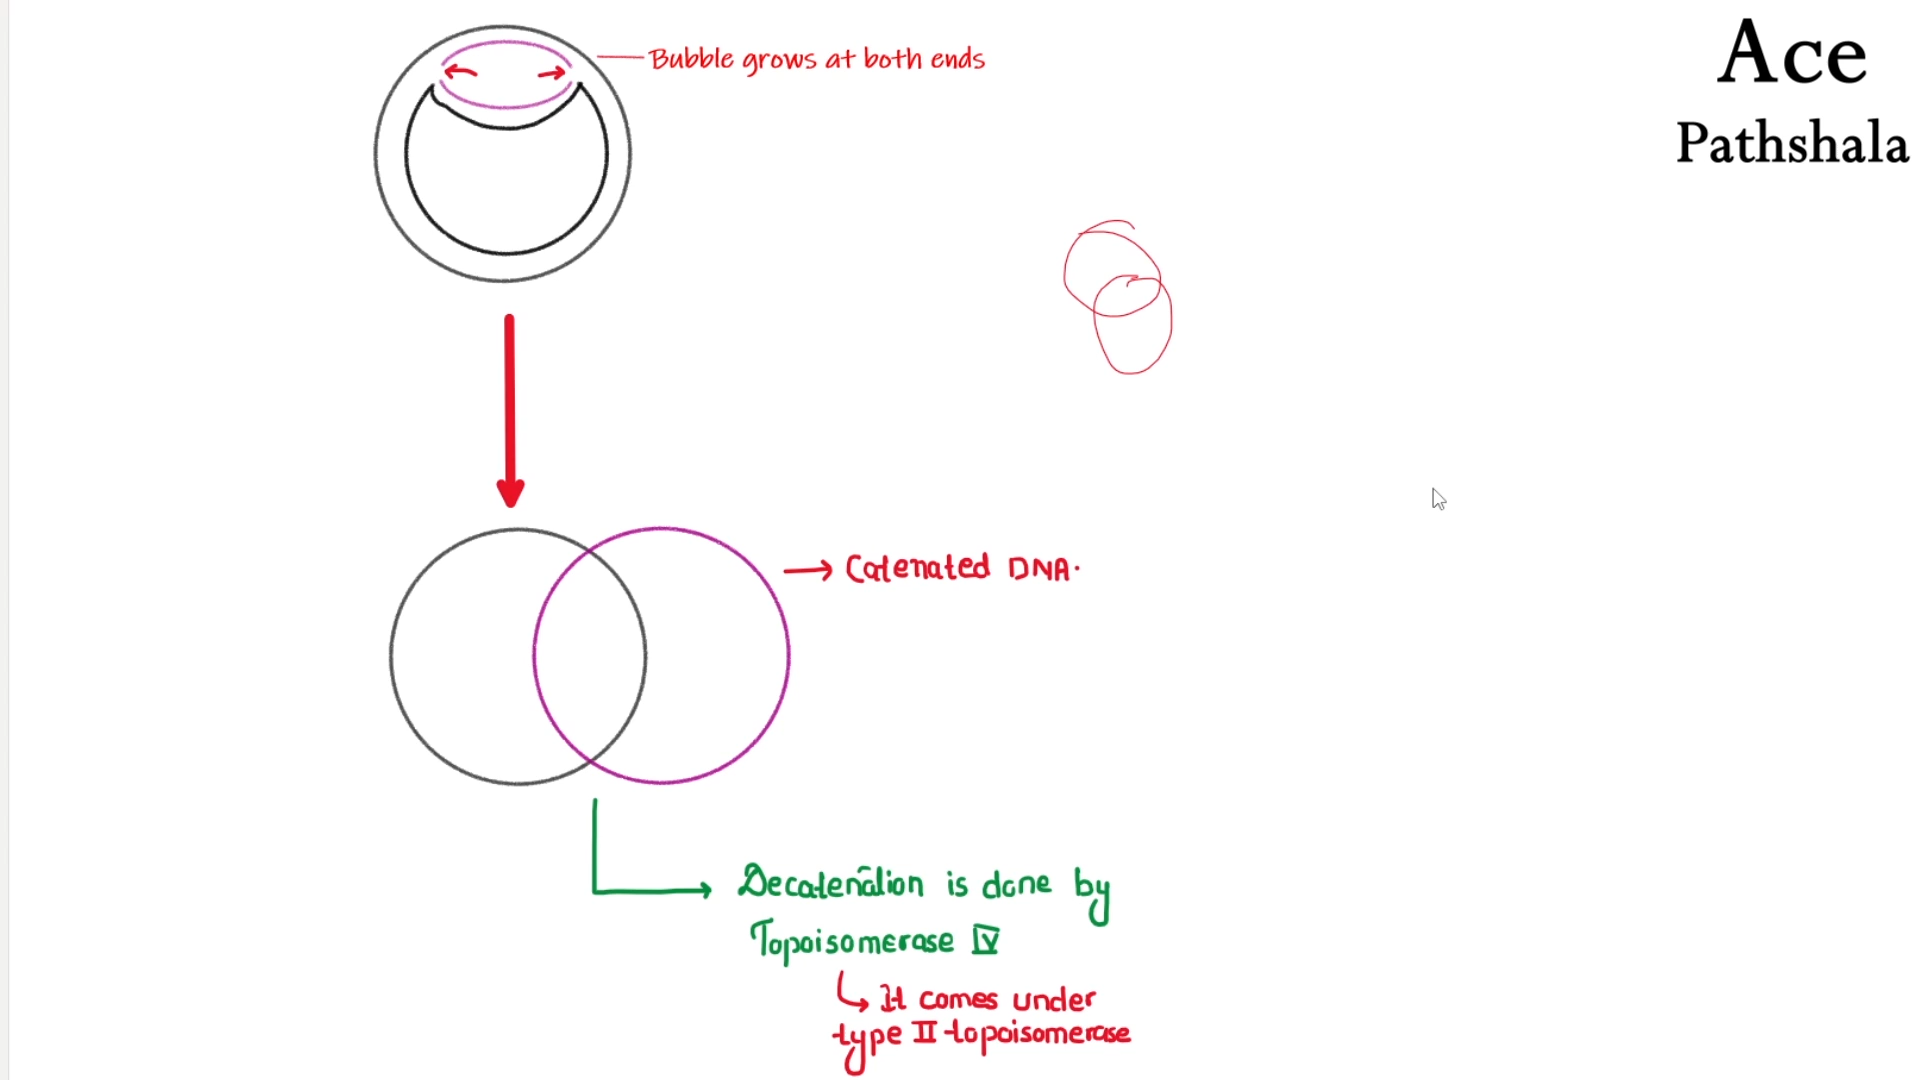 Ace
Pathshala
Bubble grows at both ends
Catenated DNA.
Decatenation is done by
Topoisomerase IV
It comes under
type II topoisomerase